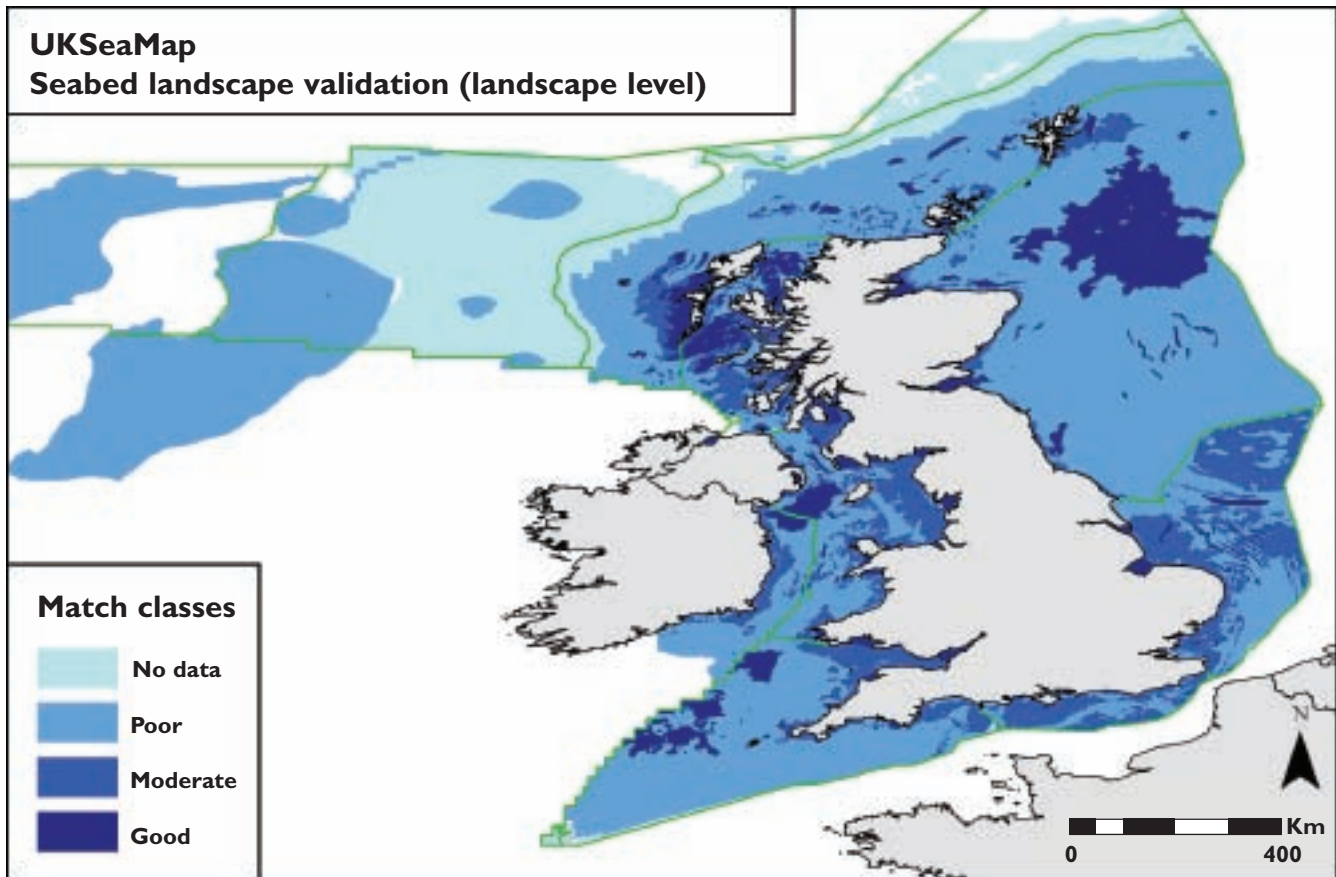 UKSeaMap
Seabed landscape validation (landscape level)
Match classes
No data
Poor
Moderate
Good
N
Km
0 400